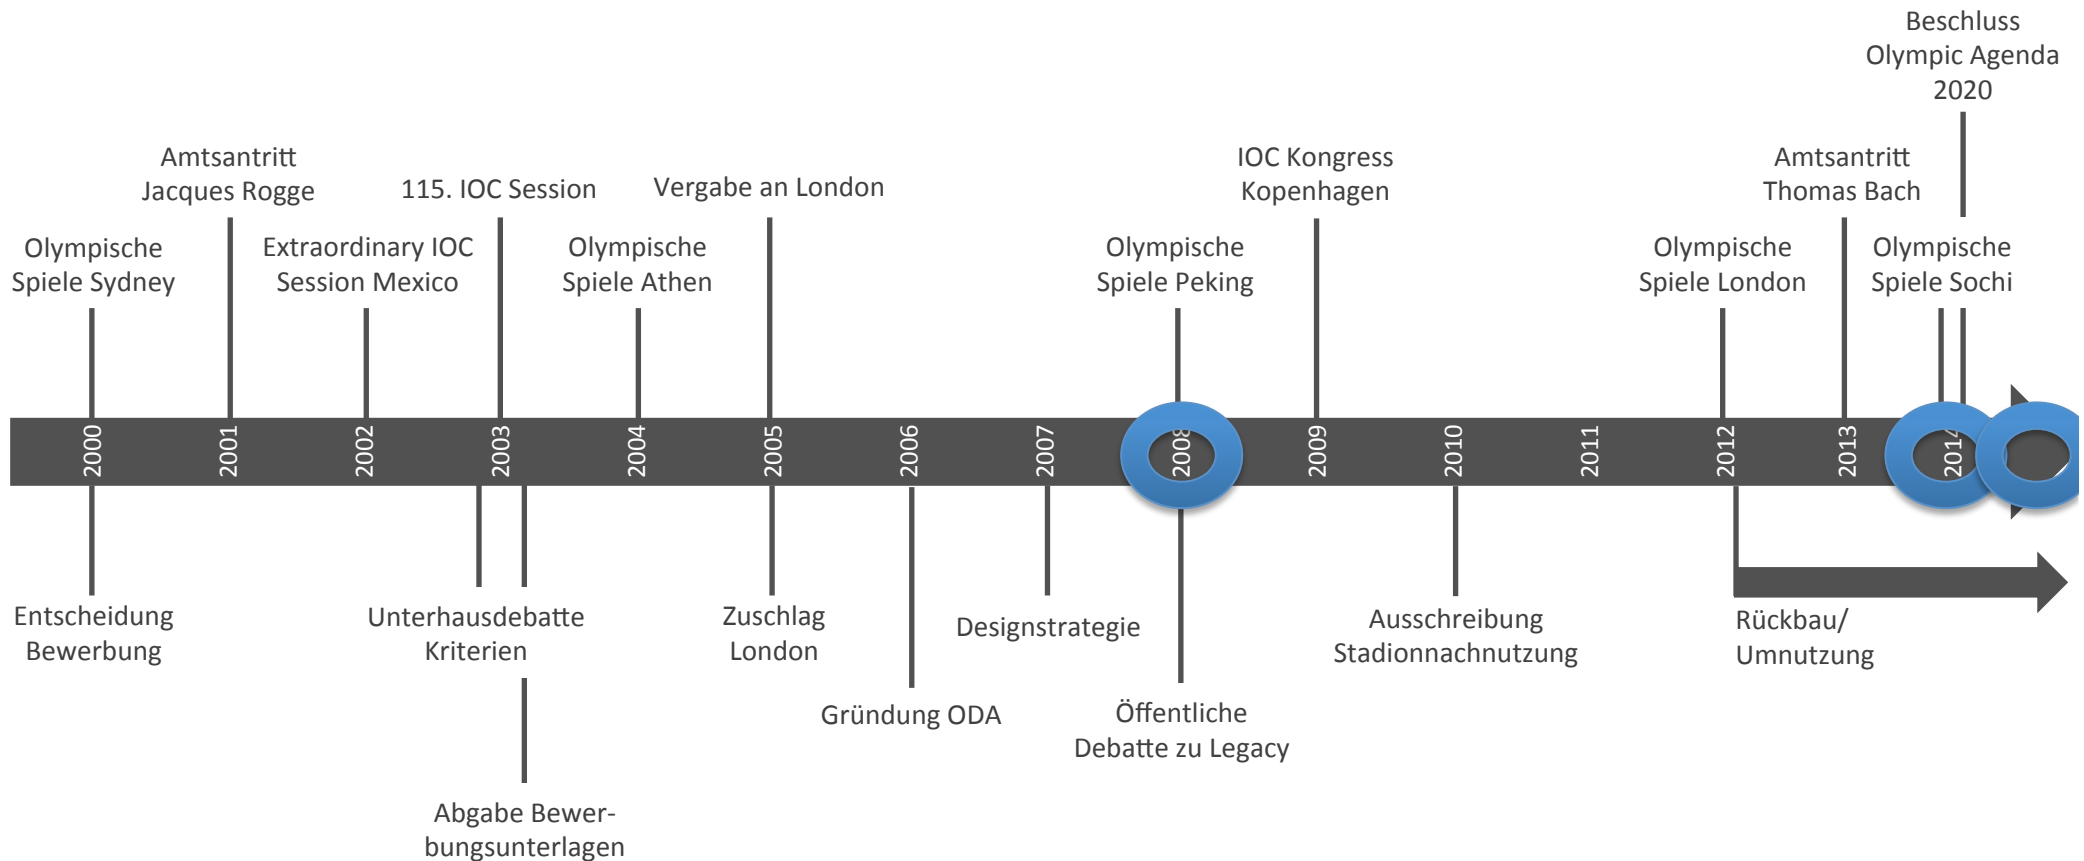 Beschluss
Olympic Agenda
2020
Amtsantritt
Jacques Rogge
115. IOC Session
Vergabe an London
IOC Kongress
Kopenhagen
Amtsantritt
Thomas Bach
Olympische
Spiele Sydney
Extraordinary IOC
Session Mexico
Olympische
Spiele Athen
Olympische
Spiele Peking
Olympische
Spiele London
Olympische
Spiele Sochi
2000
2001
2002
2003
2004
2005
2006
2007
2008
2009
2010
2011
2012
2013
2014
Entscheidung
Bewerbung
Unterhausdebatte
Kriterien
Zuschlag
London
Designstrategie
Ausschreibung
Stadionnachnutzung
Rückbau/
Umnutzung
Gründung ODA
Öffentliche
Debatte zu Legacy
Abgabe Bewer-
bungsunterlagen